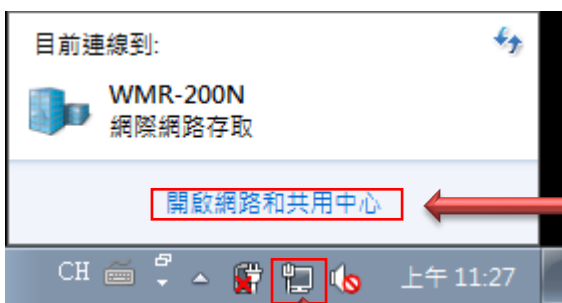 目前連線到:
WMR-200N
網際網路存取
開啟網路和共用中心
CH
上午 11:27